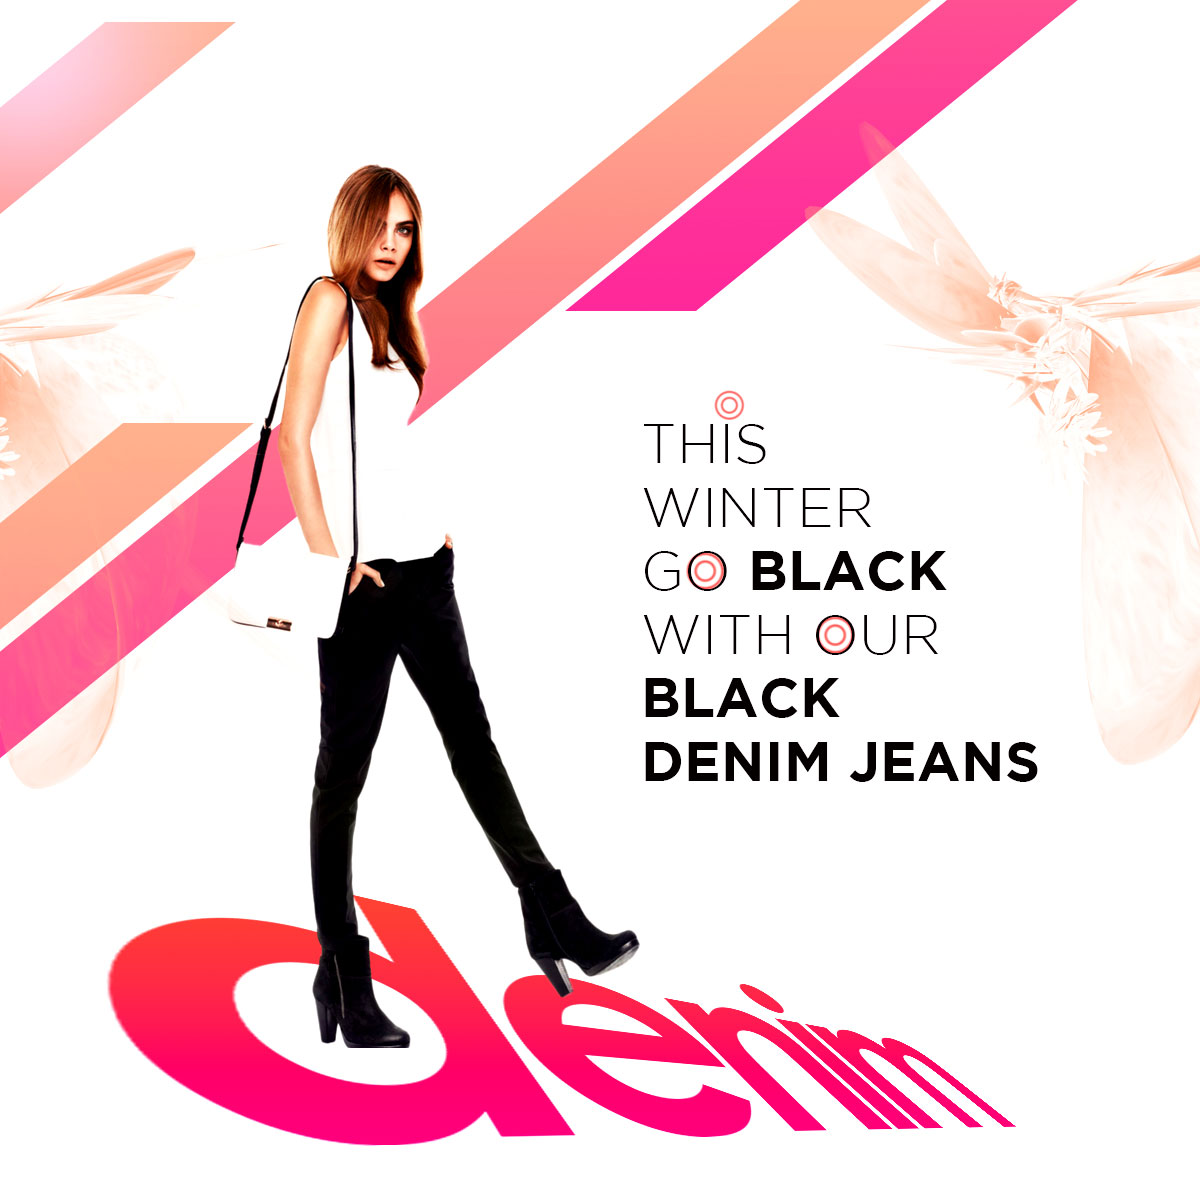 THIS
WINTER
GO BLACK
WITH OUR
BLACK
DENIM JEANS
denim